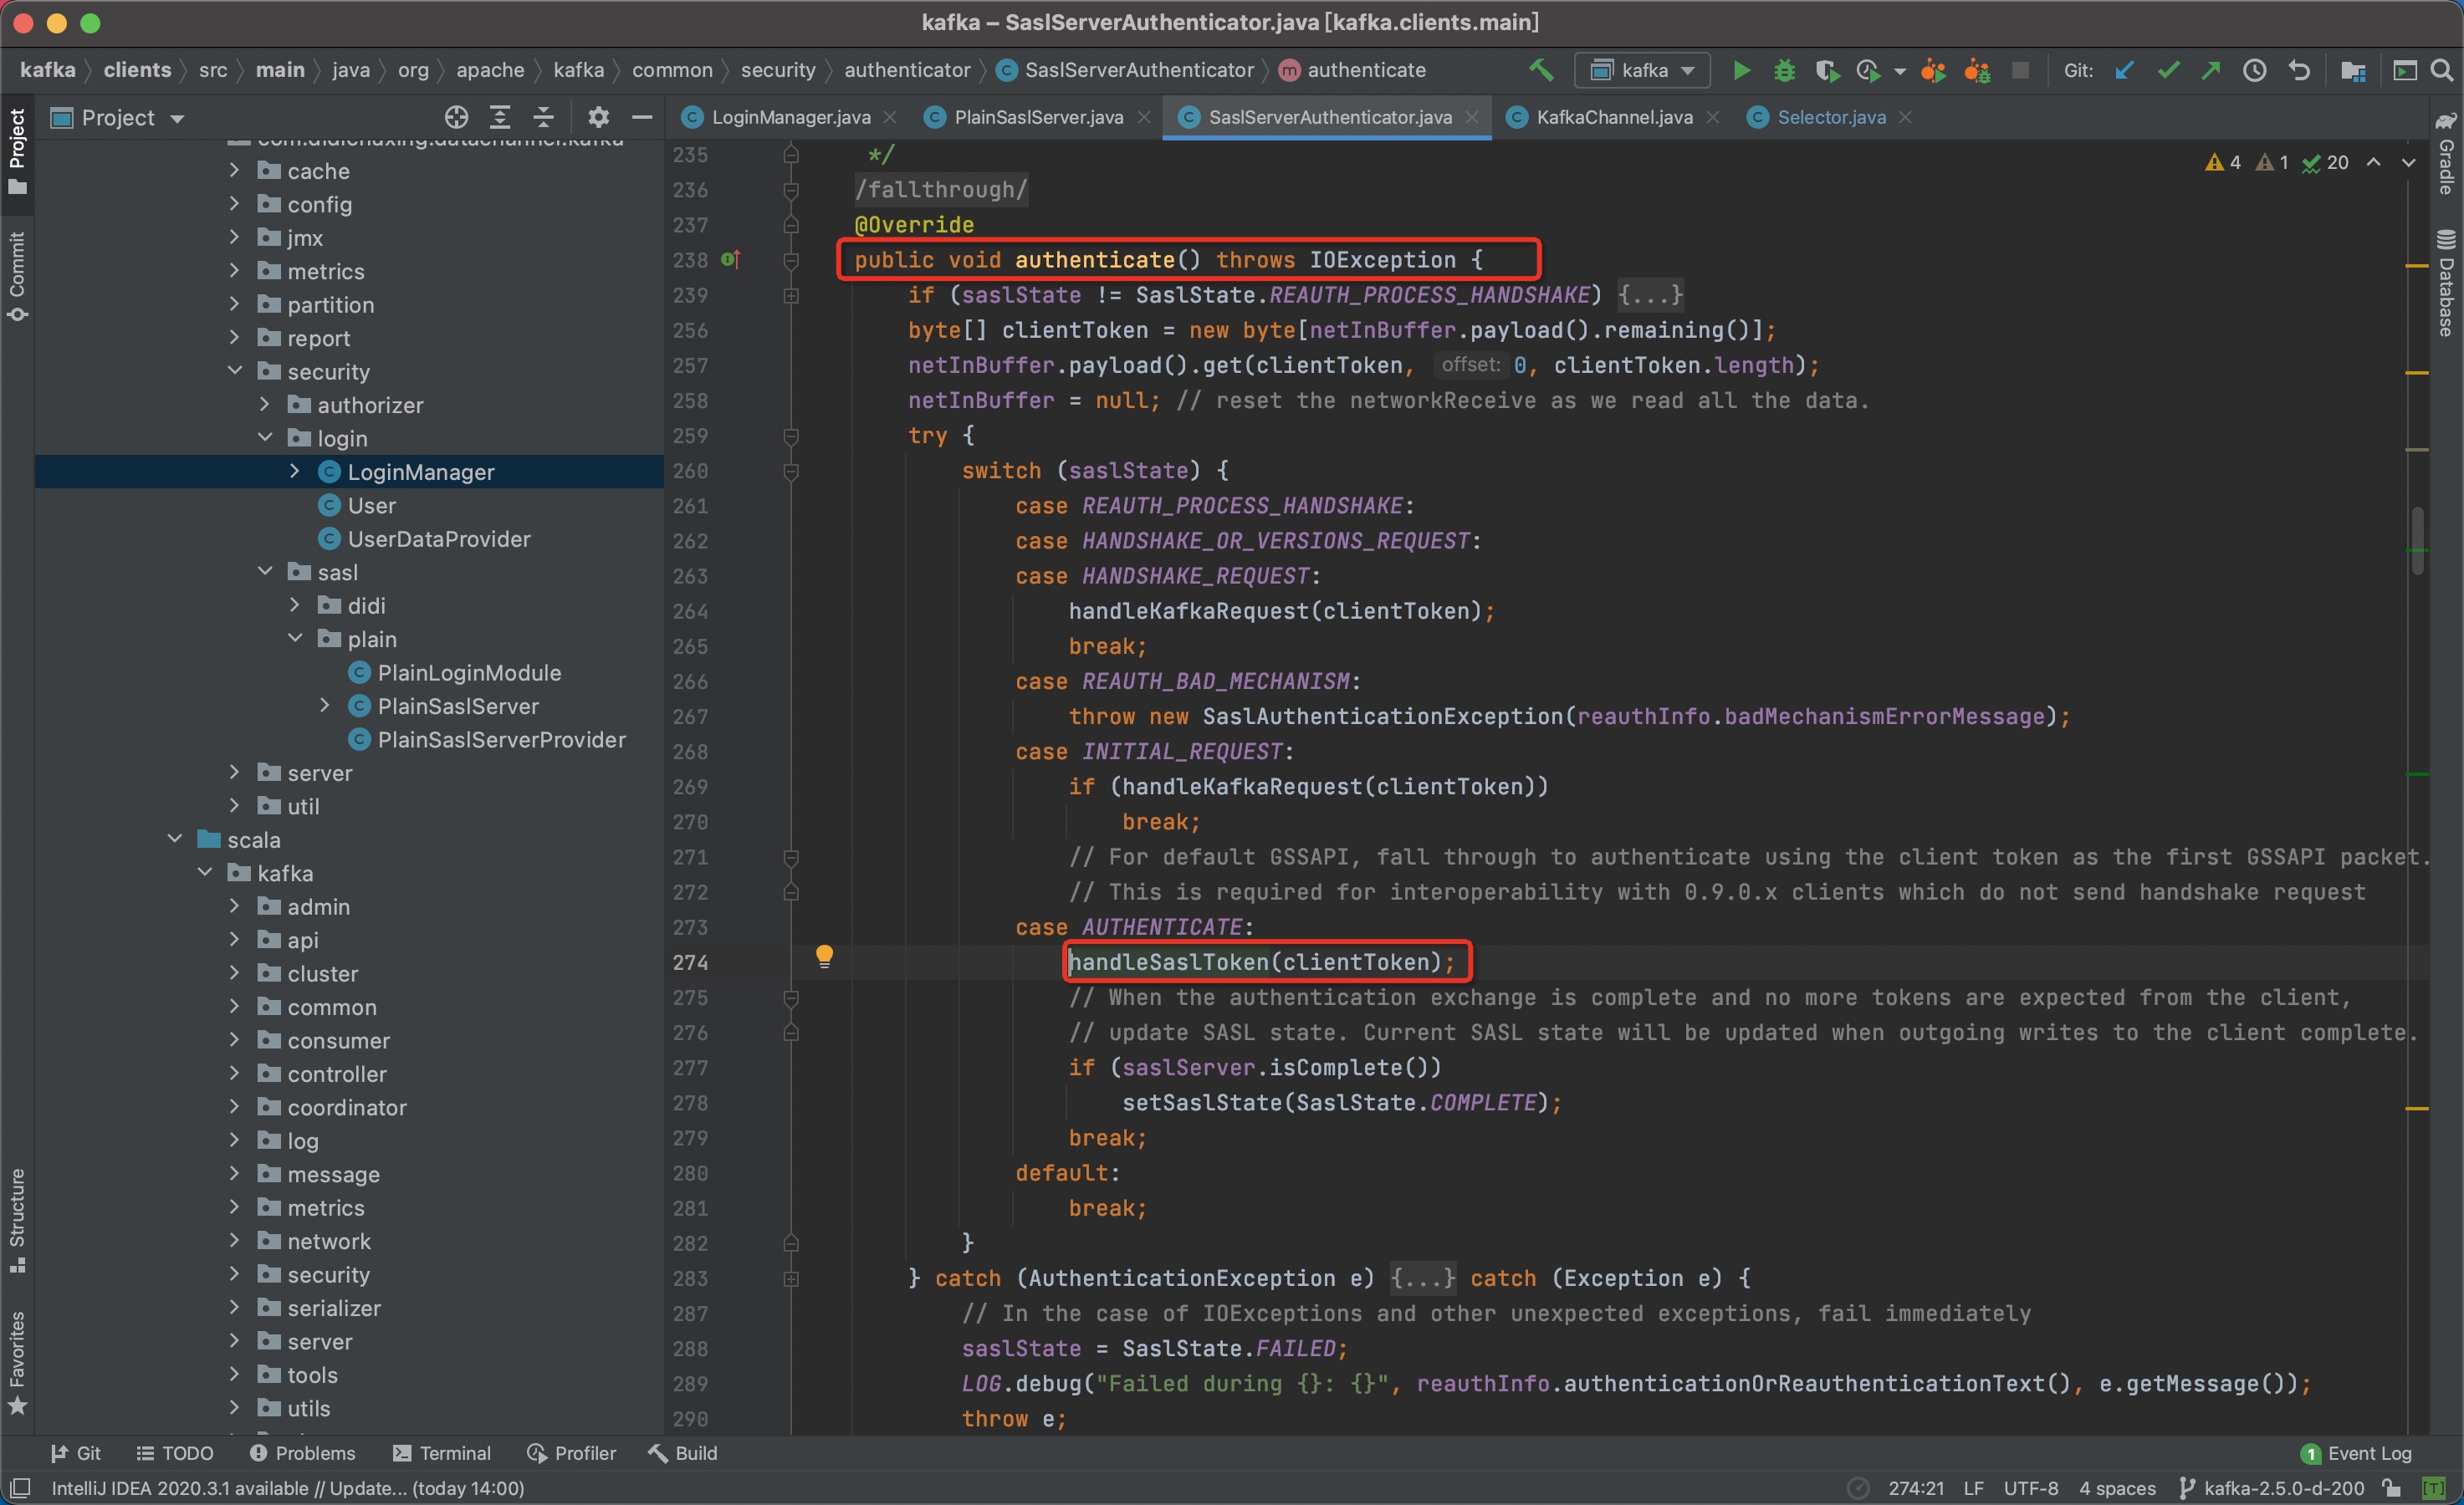 kafka – SaslServerAuthenticator.java [kafka.clients.main]
kafka clients src main java org apache kafka common security authenticator SaslServerAuthenticator authenticate
kafka Git:
Project
LoginManager.java PlainSaslServer.java SaslServerAuthenticator.java KafkaChannel.java Selector.java
Project
Commit
Structure
Favorites
com.didichuxing.datachannel.kafka
cache
config
jmx
metrics
partition
report
security
authorizer
login
LoginManager
User
UserDataProvider
sasl
didi
plain
PlainLoginModule
PlainSaslServer
PlainSaslServerProvider
server
util
scala
kafka
admin
api
cluster
common
consumer
controller
coordinator
log
message
metrics
network
security
serializer
server
tools
utils
4 1 20
235 */
236 /fallthrough/
237 @Override
238 public void authenticate() throws IOException {
239 if (saslState != SaslState.REAUTH_PROCESS_HANDSHAKE) {...}
256 byte[] clientToken = new byte[netInBuffer.payload().remaining()];
257 netInBuffer.payload().get(clientToken, offset: 0, clientToken.length);
258 netInBuffer = null; // reset the networkReceive as we read all the data.
259 try {
260 switch (saslState) {
261 case REAUTH_PROCESS_HANDSHAKE:
262 case HANDSHAKE_OR_VERSIONS_REQUEST:
263 case HANDSHAKE_REQUEST:
264 handleKafkaRequest(clientToken);
265 break;
266 case REAUTH_BAD_MECHANISM:
267 throw new SaslAuthenticationException(reauthInfo.badMechanismErrorMessage);
268 case INITIAL_REQUEST:
269 if (handleKafkaRequest(clientToken))
270 break;
271 // For default GSSAPI, fall through to authenticate using the client token as the first GSSAPI packet.
272 // This is required for interoperability with 0.9.0.x clients which do not send handshake request
273 case AUTHENTICATE:
274 handleSaslToken(clientToken);
275 // When the authentication exchange is complete and no more tokens are expected from the client,
276 // update SASL state. Current SASL state will be updated when outgoing writes to the client complete.
277 if (saslServer.isComplete())
278 setSaslState(SaslState.COMPLETE);
279 break;
280 default:
281 break;
282 }
283 } catch (AuthenticationException e) {...} catch (Exception e) {
287 // In the case of IOExceptions and other unexpected exceptions, fail immediately
288 saslState = SaslState.FAILED;
289 LOG.debug("Failed during {}: {}", reauthInfo.authenticationOrReauthenticationText(), e.getMessage());
290 throw e;
Gradle
Database
Git TODO Problems Terminal Profiler Build 1 Event Log
IntelliJ IDEA 2020.3.1 available // Update... (today 14:00) 274:21 LF UTF-8 4 spaces kafka-2.5.0-d-200 [T]